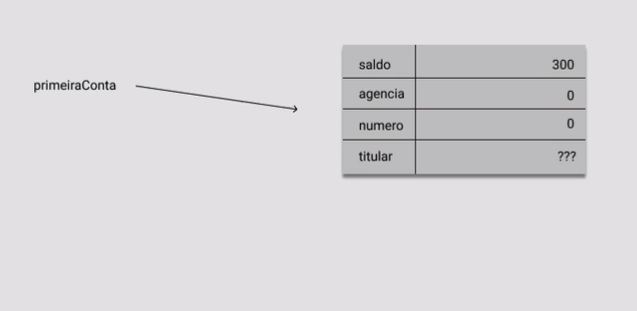 primeiraConta
saldo 300
agencia 0
numero 0
titular ???